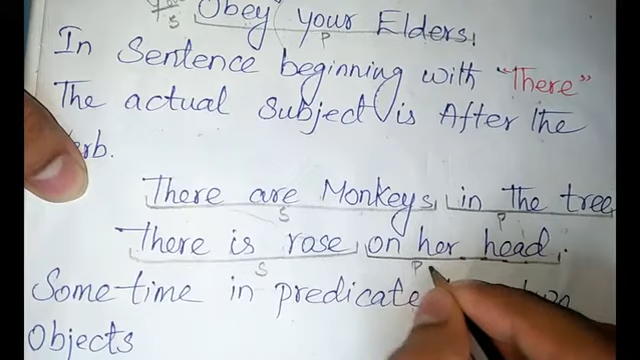 Obey your Elders.
S P
In Sentence beginning with "There"
The actual Subject is After the
verb.
There are Monkeys, in the tree
S P
There is rose, on her head.
S P
Some time in predicate
Objects